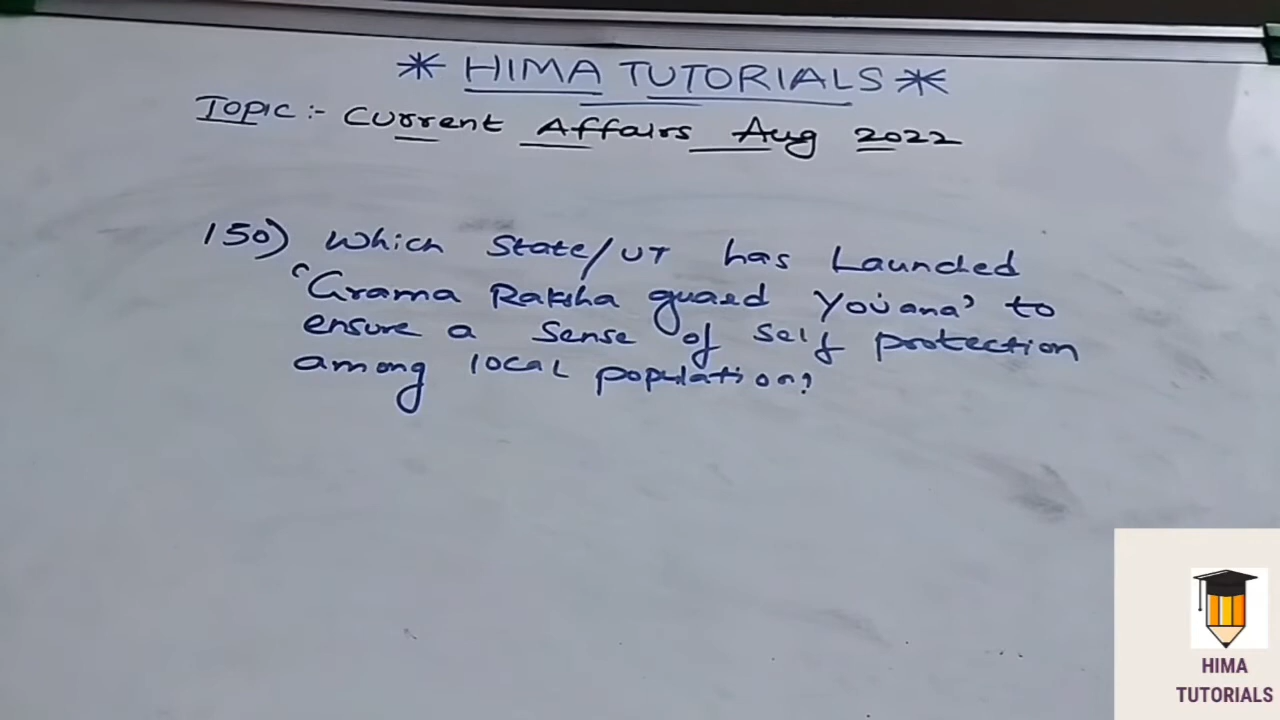 * HIMA TUTORIALS *
Topic :- Current Affairs Aug 2022
150) Which State/UT has Launched
'Grama Raksha guard Yojana' to
ensure a sense of self protection
among local population?
HIMA
TUTORIALS